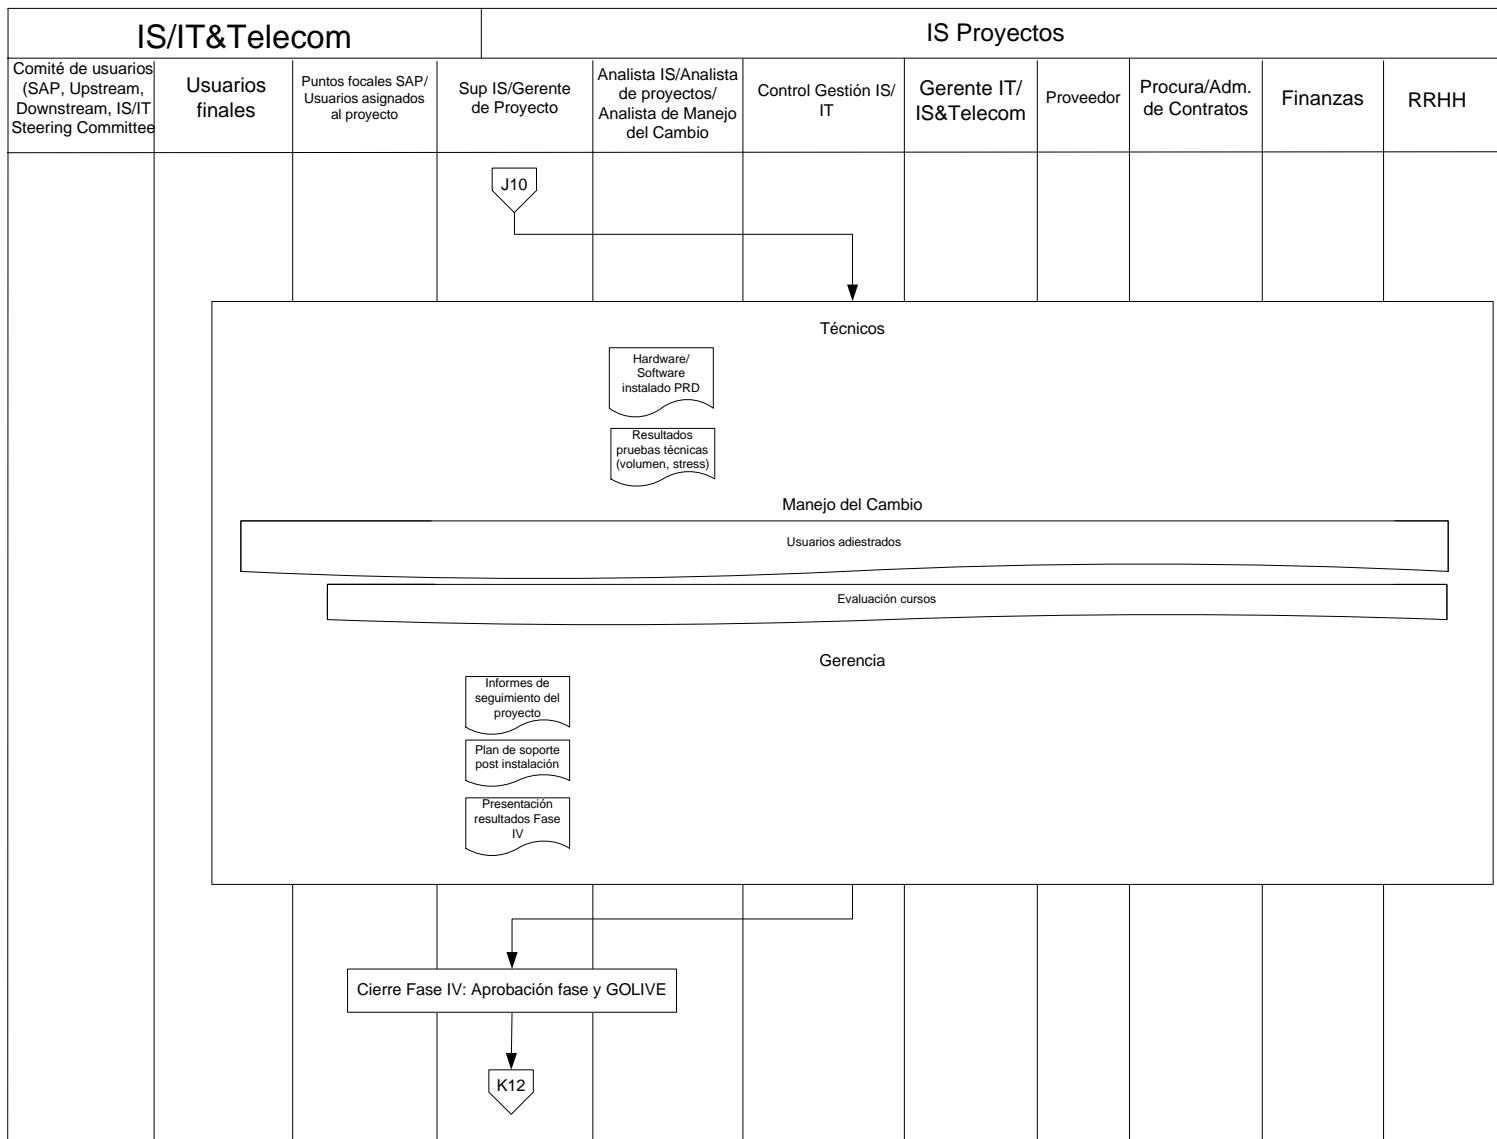 IS/IT&Telecom
IS Proyectos
Comité de usuarios
(SAP, Upstream,
Downstream, IS/IT
Steering Committee
Usuarios
finales
Puntos focales SAP/
Usuarios asignados
al proyecto
Sup IS/Gerente
de Proyecto
Analista IS/Analista
de proyectos/
Analista de Manejo
del Cambio
Control Gestión IS/
IT
Gerente IT/
IS&Telecom
Proveedor
Procura/Adm.
de Contratos
Finanzas
RRHH
J10
Técnicos
Hardware/
Software
instalado PRD
Resultados
pruebas técnicas
(volumen, stress)
Manejo del Cambio
Usuarios adiestrados
Evaluación cursos
Gerencia
Informes de
seguimiento del
proyecto
Plan de soporte
post instalación
Presentación
resultados Fase
IV
Cierre Fase IV: Aprobación fase y GOLIVE
K12